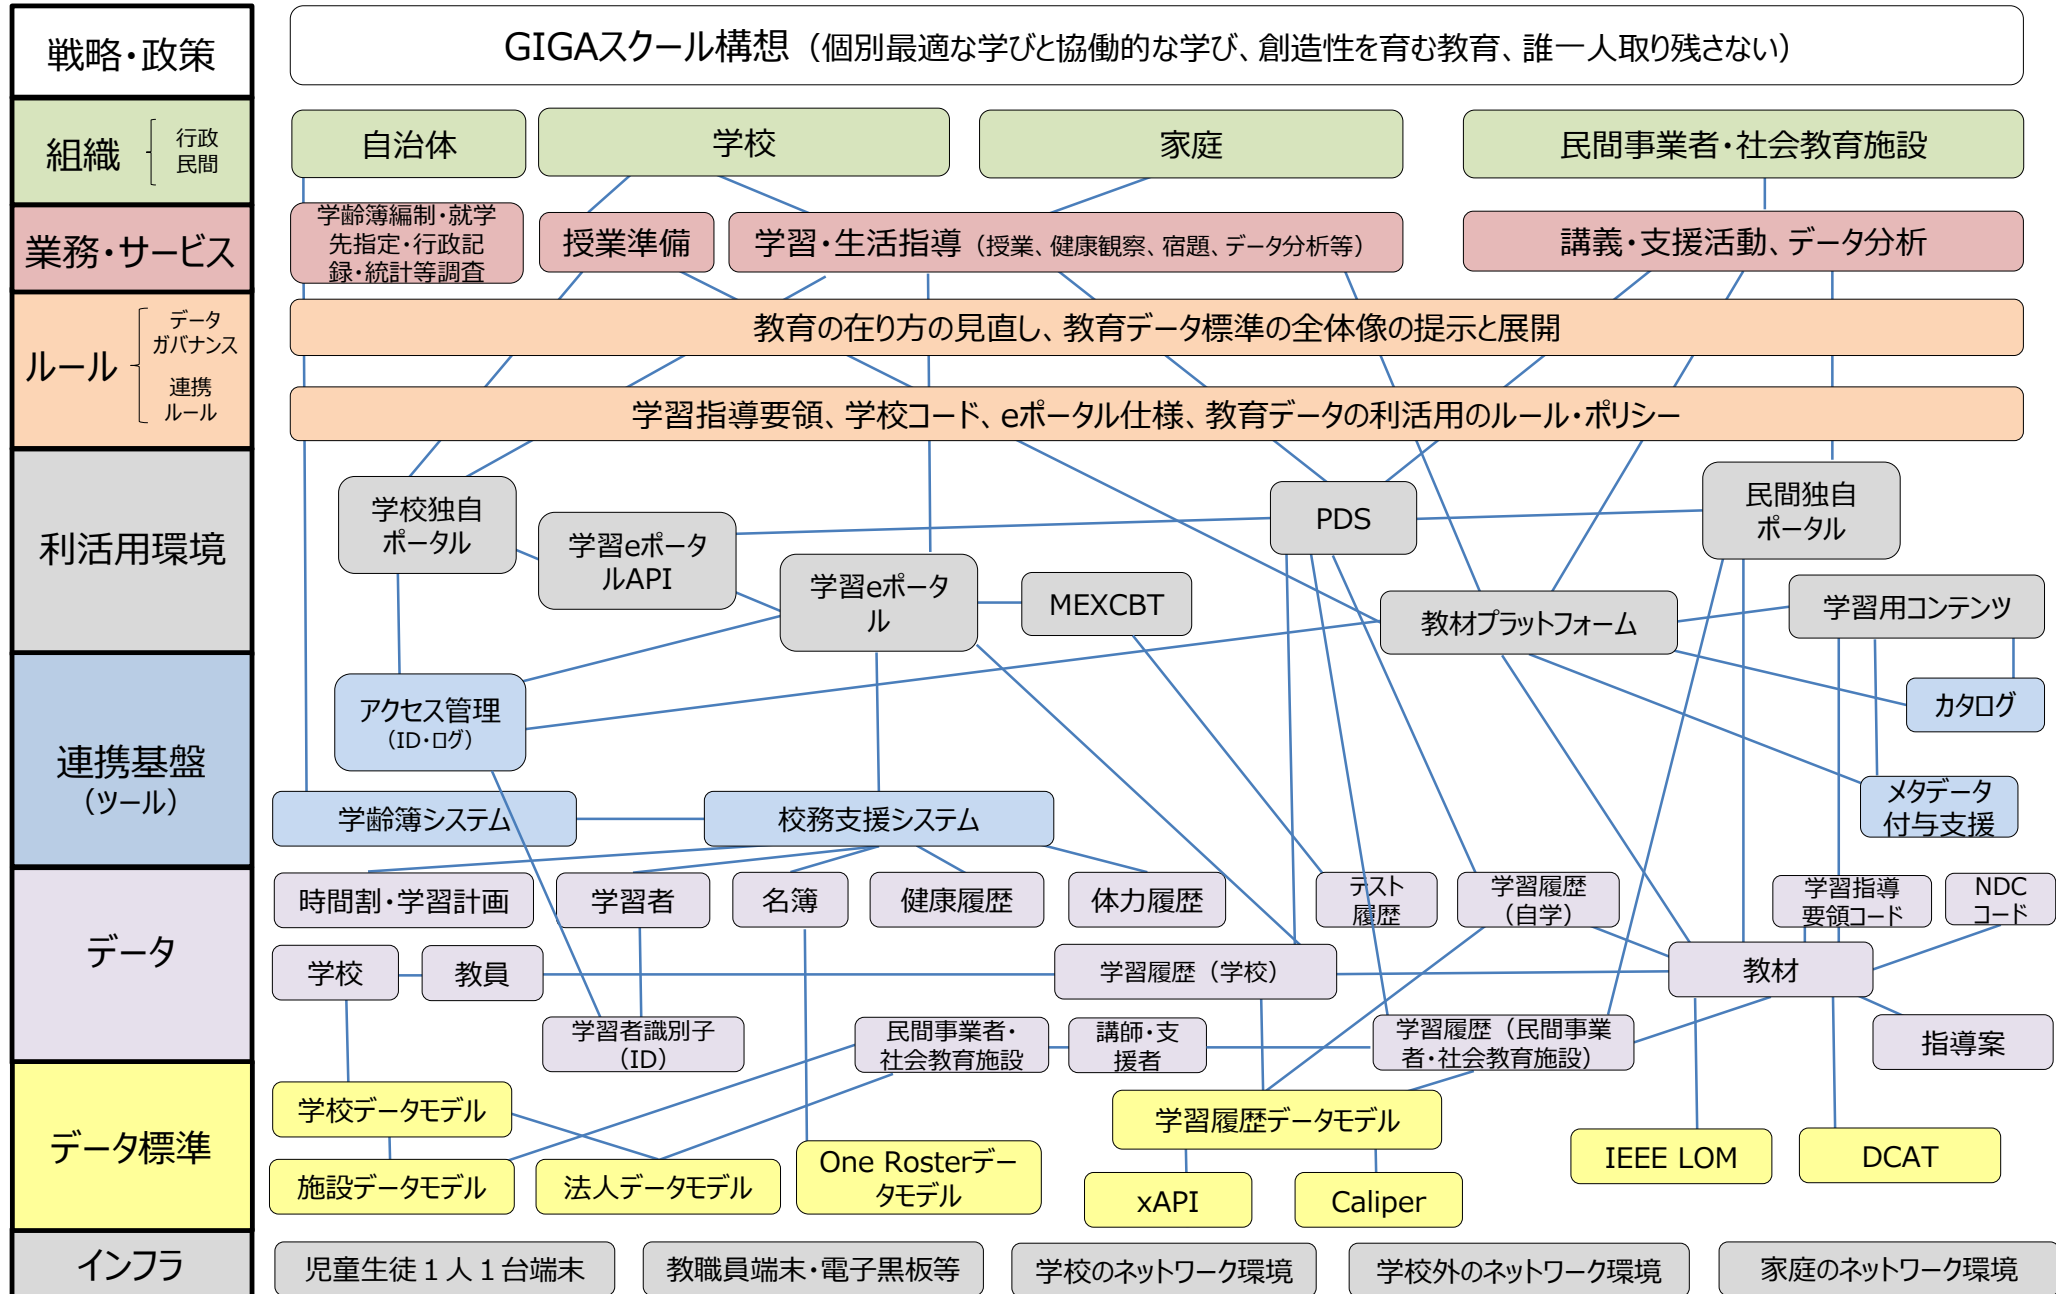 戦略・政策
GIGAスクール構想（個別最適な学びと協働的な学び、創造性を育む教育、誰一人取り残さない）
組織
行政
民間
自治体
学校
家庭
民間事業者・社会教育施設
業務・サービス
学齢簿編制・就学
先指定・行政記
録・統計等調査
授業準備
学習・生活指導（授業、健康観察、宿題、データ分析等）
講義・支援活動、データ分析
ルール
データ
ガバナンス
連携
ルール
教育の在り方の見直し、教育データ標準の全体像の提示と展開
学習指導要領、学校コード、eポータル仕様、教育データの利活用のルール・ポリシー
利活用環境
学校独自
ポータル
学習eポータ
ルAPI
学習eポータ
ル
MEXCBT
PDS
教材プラットフォーム
民間独自
ポータル
学習用コンテンツ
連携基盤
（ツール）
アクセス管理
（ID・ログ）
カタログ
メタデータ
付与支援
学齢簿システム
校務支援システム
データ
時間割・学習計画
学習者
名簿
健康履歴
体力履歴
テスト
履歴
学習履歴
（自学）
学習指導
要領コード
NDC
コード
学校
教員
学習履歴（学校）
教材
学習者識別子
（ID）
民間事業者・
社会教育施設
講師・支
援者
学習履歴（民間事業
者・社会教育施設）
指導案
データ標準
学校データモデル
学習履歴データモデル
施設データモデル
法人データモデル
One Rosterデー
タモデル
xAPI
Caliper
IEEE LOM
DCAT
インフラ
児童生徒１人１台端末
教職員端末・電子黒板等
学校のネットワーク環境
学校外のネットワーク環境
家庭のネットワーク環境